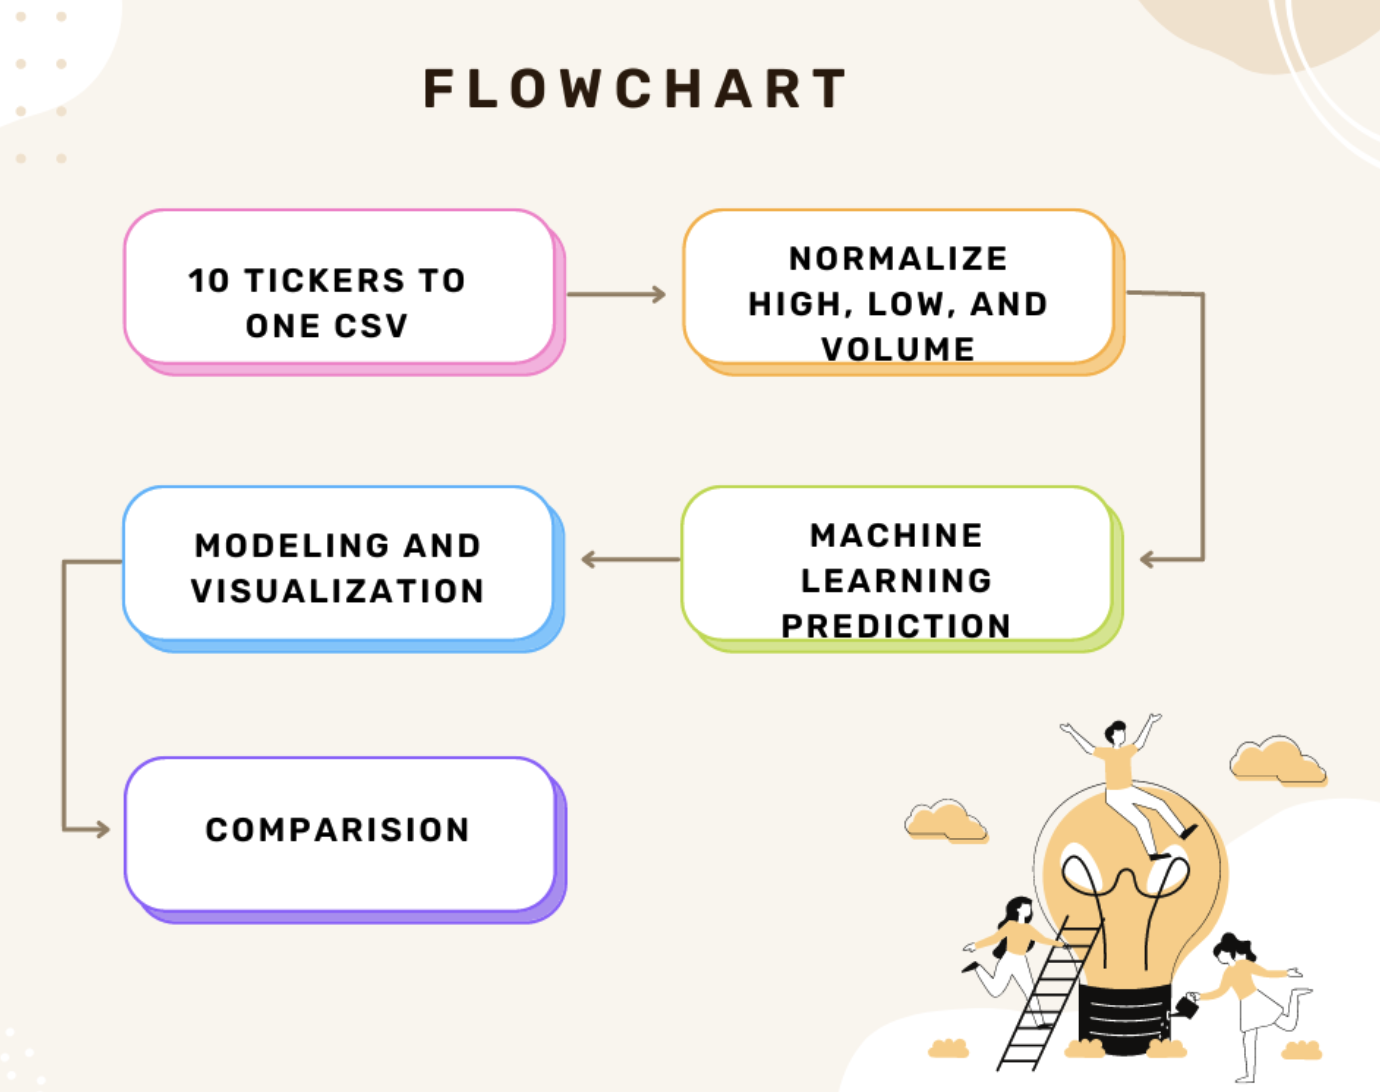 FLOWCHART
10 TICKERS TO
ONE CSV
NORMALIZE
HIGH, LOW, AND
VOLUME
MACHINE
LEARNING
PREDICTION
MODELING AND
VISUALIZATION
COMPARISION